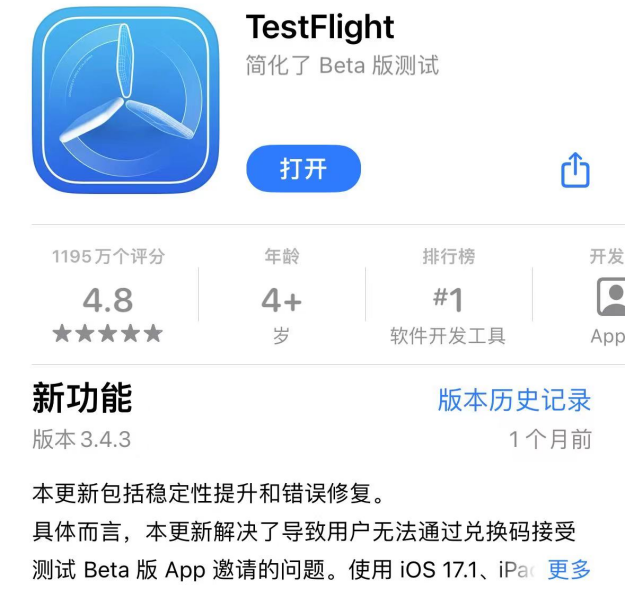 TestFlight
简化了 Beta 版测试
打开
1195万个评分
年龄
排行榜
开发
4.8
4+
#1
岁
软件开发工具
App
新功能
版本历史记录
版本 3.4.3
1 个月前
本更新包括稳定性提升和错误修复。
具体而言，本更新解决了导致用户无法通过兑换码接受
测试 Beta 版 App 邀请的问题。使用 iOS 17.1、iPad 更多